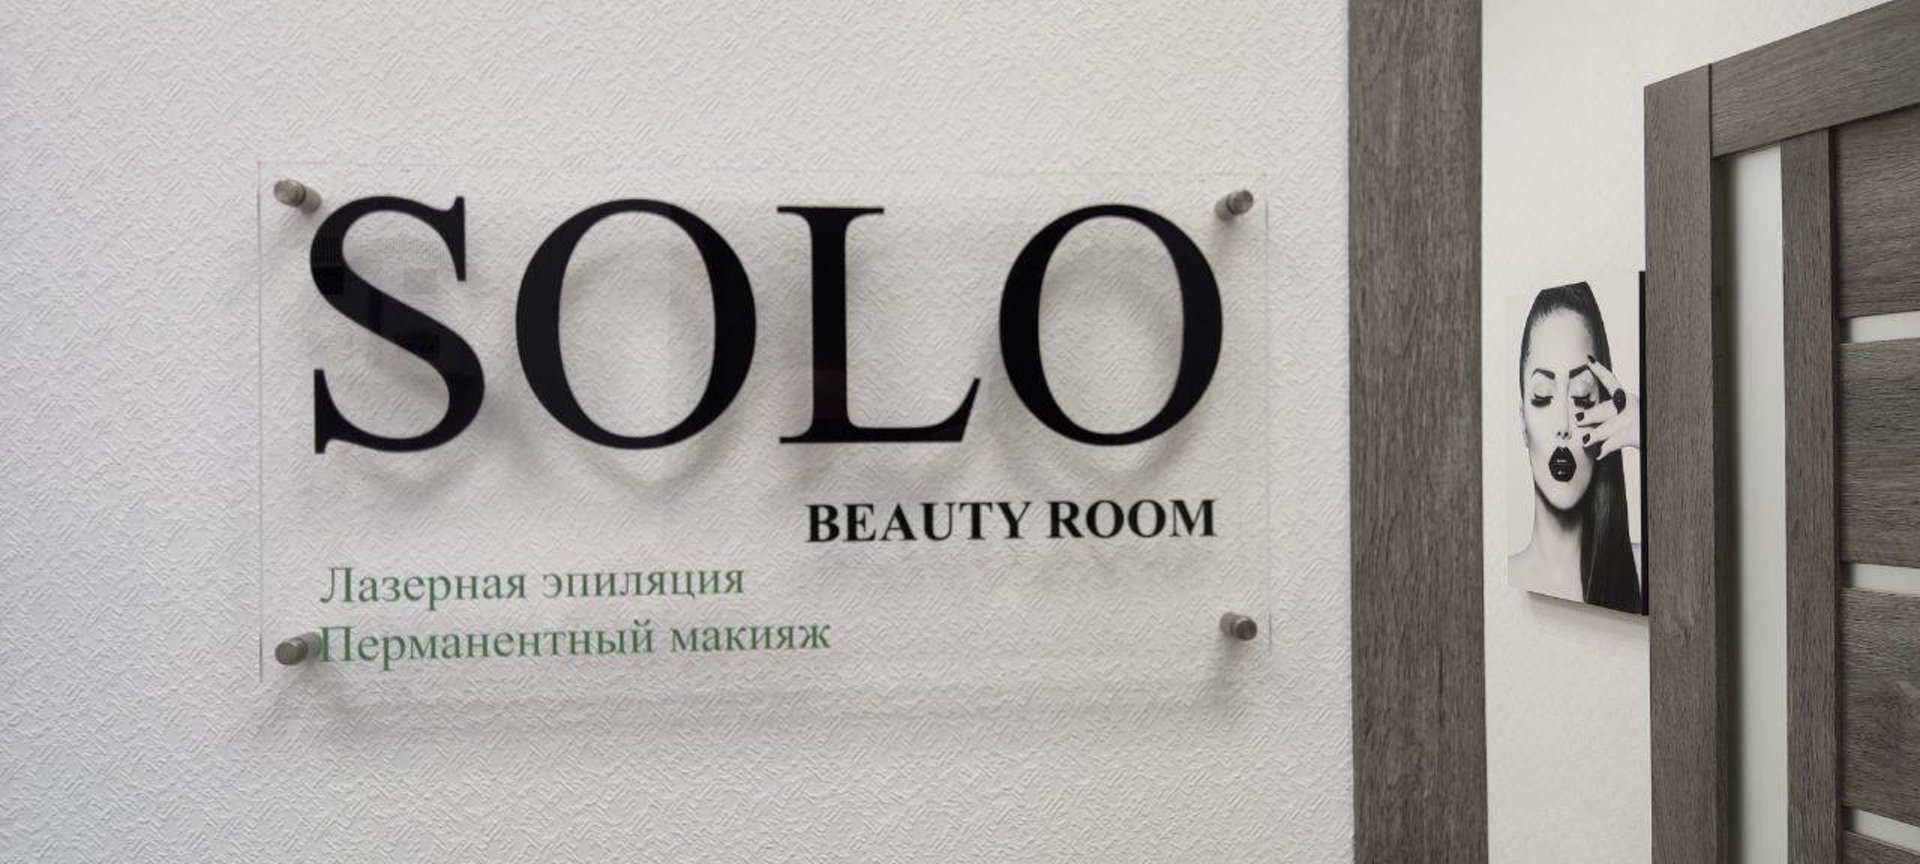 SOLO
BEAUTY ROOM
Лазерная эпиляция
Перманентный макияж